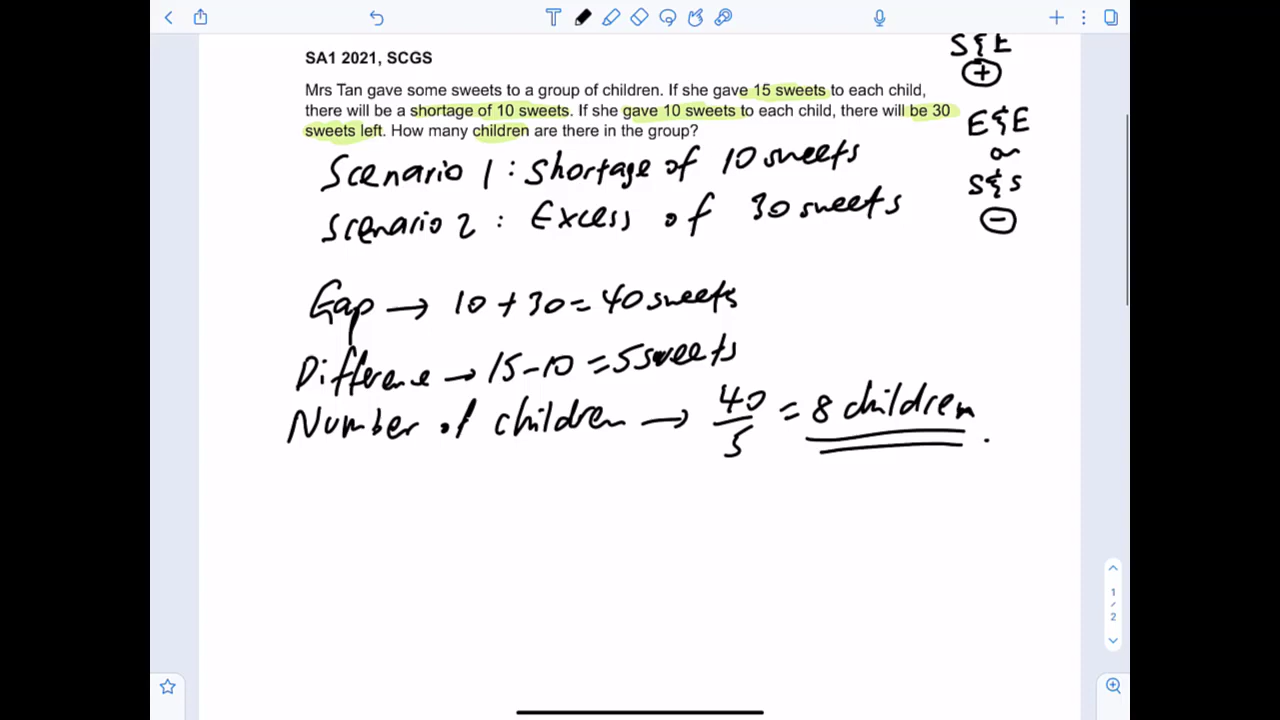 SA1 2021, SCGS
Mrs Tan gave some sweets to a group of children. If she gave 15 sweets to each child,
there will be a shortage of 10 sweets. If she gave 10 sweets to each child, there will be 30
sweets left. How many children are there in the group?
Scenario 1 : Shortage of 10 sweets
Scenario 2 : Excess of 30 sweets
Gap → 10 + 30 = 40 sweets
Difference → 15 - 10 = 5 sweets
Number of children → 40/5 = 8 children.
S & E
+
E & E
or
S & S
-
1
/
2